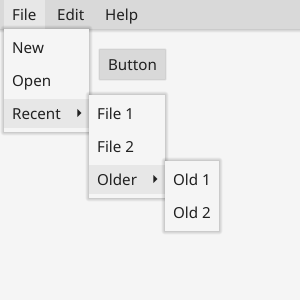 File Edit Help
New
Button
Open
Recent
File 1
File 2
Older
Old 1
Old 2